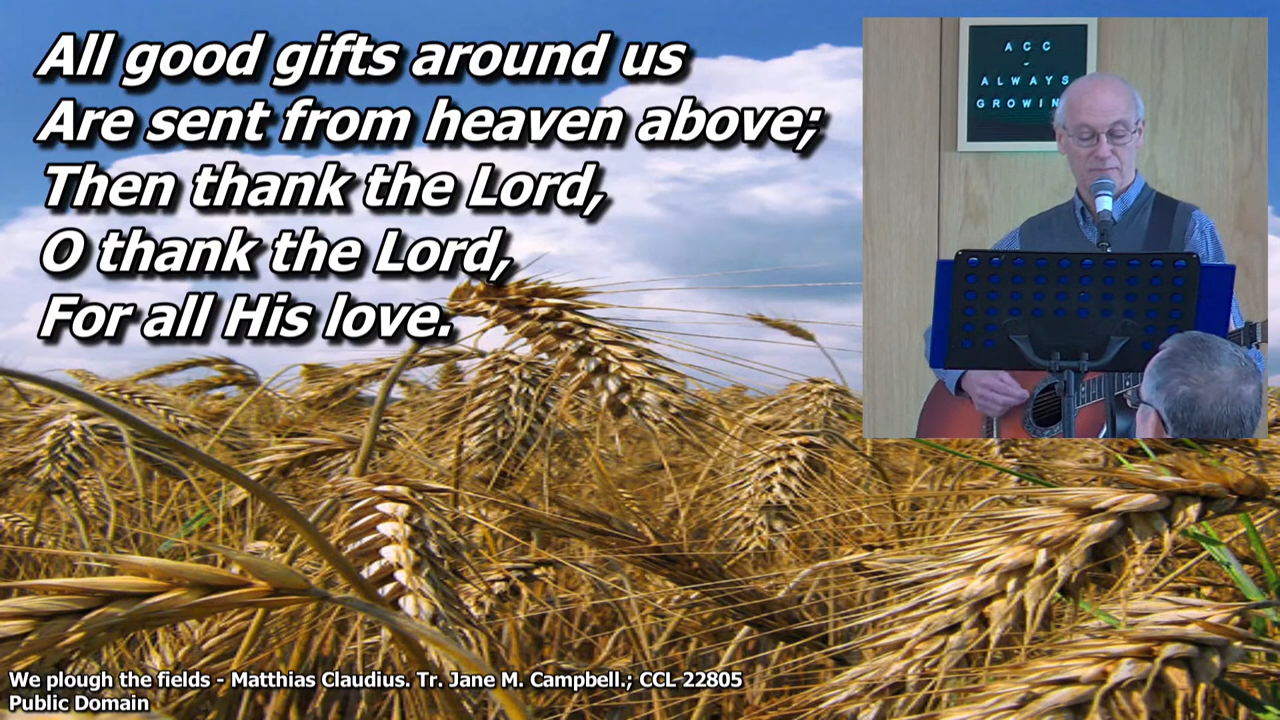 All good gifts around us
Are sent from heaven above;
Then thank the Lord,
O thank the Lord,
For all His love.
ACC
-
ALWAYS
GROWIN
We plough the fields - Matthias Claudius. Tr. Jane M. Campbell.; CCL 22805
Public Domain